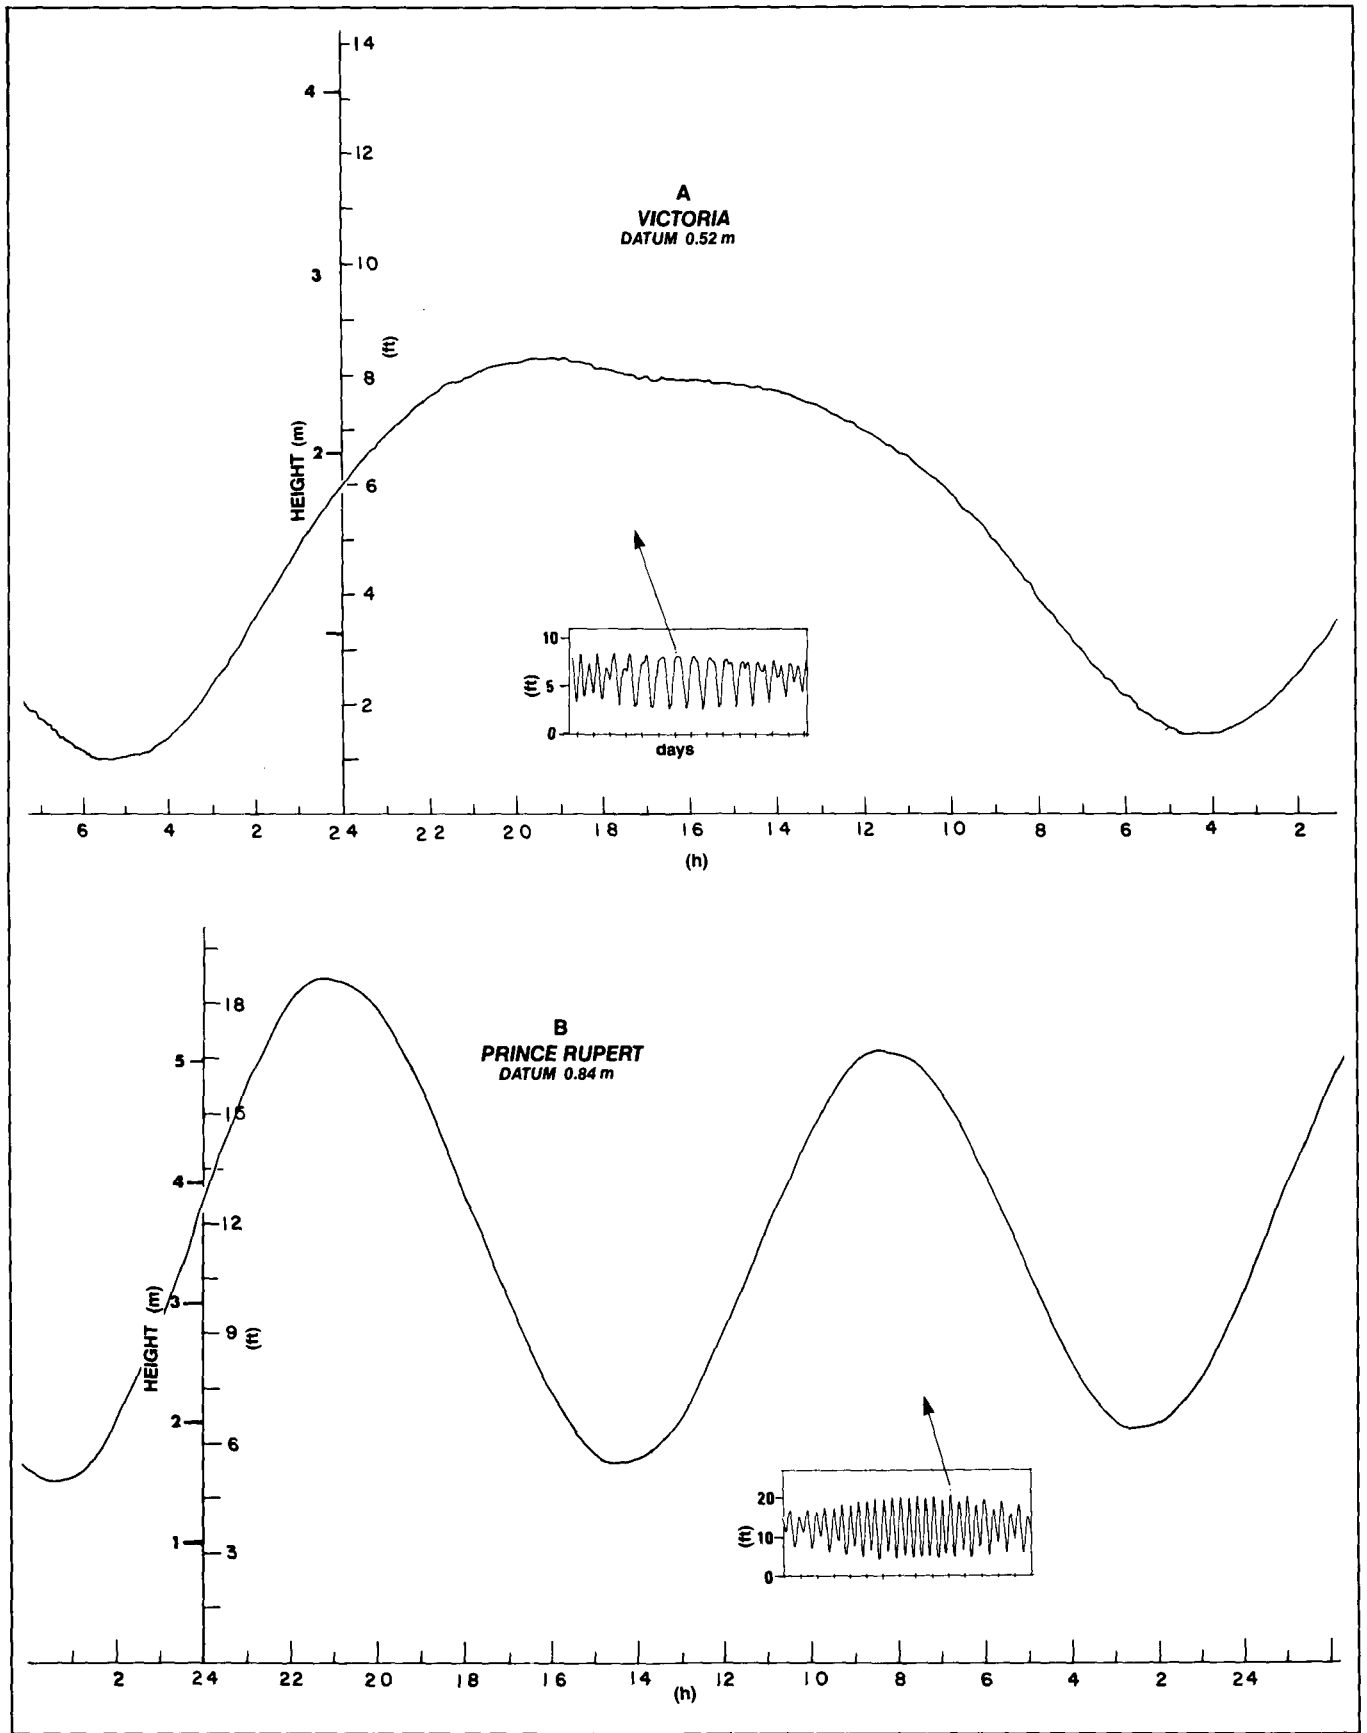 14
4
12
A
VICTORIA
DATUM 0.52 m
3
10
(ft)
8
HEIGHT (m)
2
6
4
2
10
5
0
(ft)
days
6 4 2 24 22 20 18 16 14 12 10 8 6 4 2
(h)
18
B
PRINCE RUPERT
DATUM 0.84 m
5
15
4
12
HEIGHT (m)
3
9
(ft)
2
6
1
3
20
10
0
(ft)
2 24 22 20 18 16 14 12 10 8 6 4 2 24
(h)